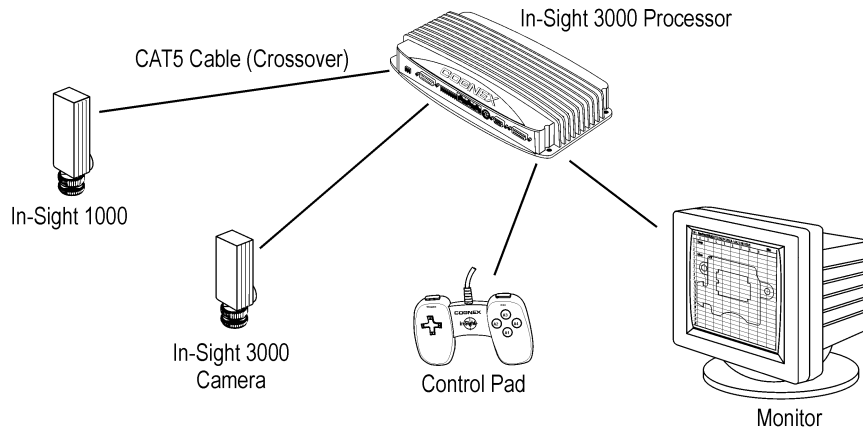 In-Sight 3000 Processor
CAT5 Cable (Crossover)
COGNEX
In-Sight 1000
In-Sight 3000
Camera
COGNEX
Control Pad
Monitor